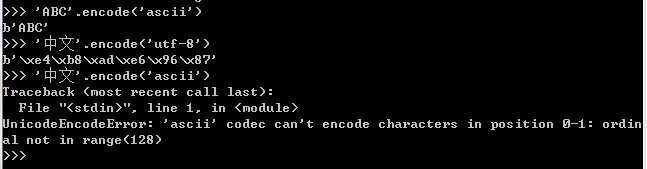 >>> 'ABC'.encode('ascii')
b'ABC'
>>> '中文'.encode('utf-8')
b'\xe4\xb8\xad\xe6\x96\x87'
>>> '中文'.encode('ascii')
Traceback (most recent call last):
  File "<stdin>", line 1, in <module>
UnicodeEncodeError: 'ascii' codec can't encode characters in position 0-1: ordin
al not in range(128)
>>>